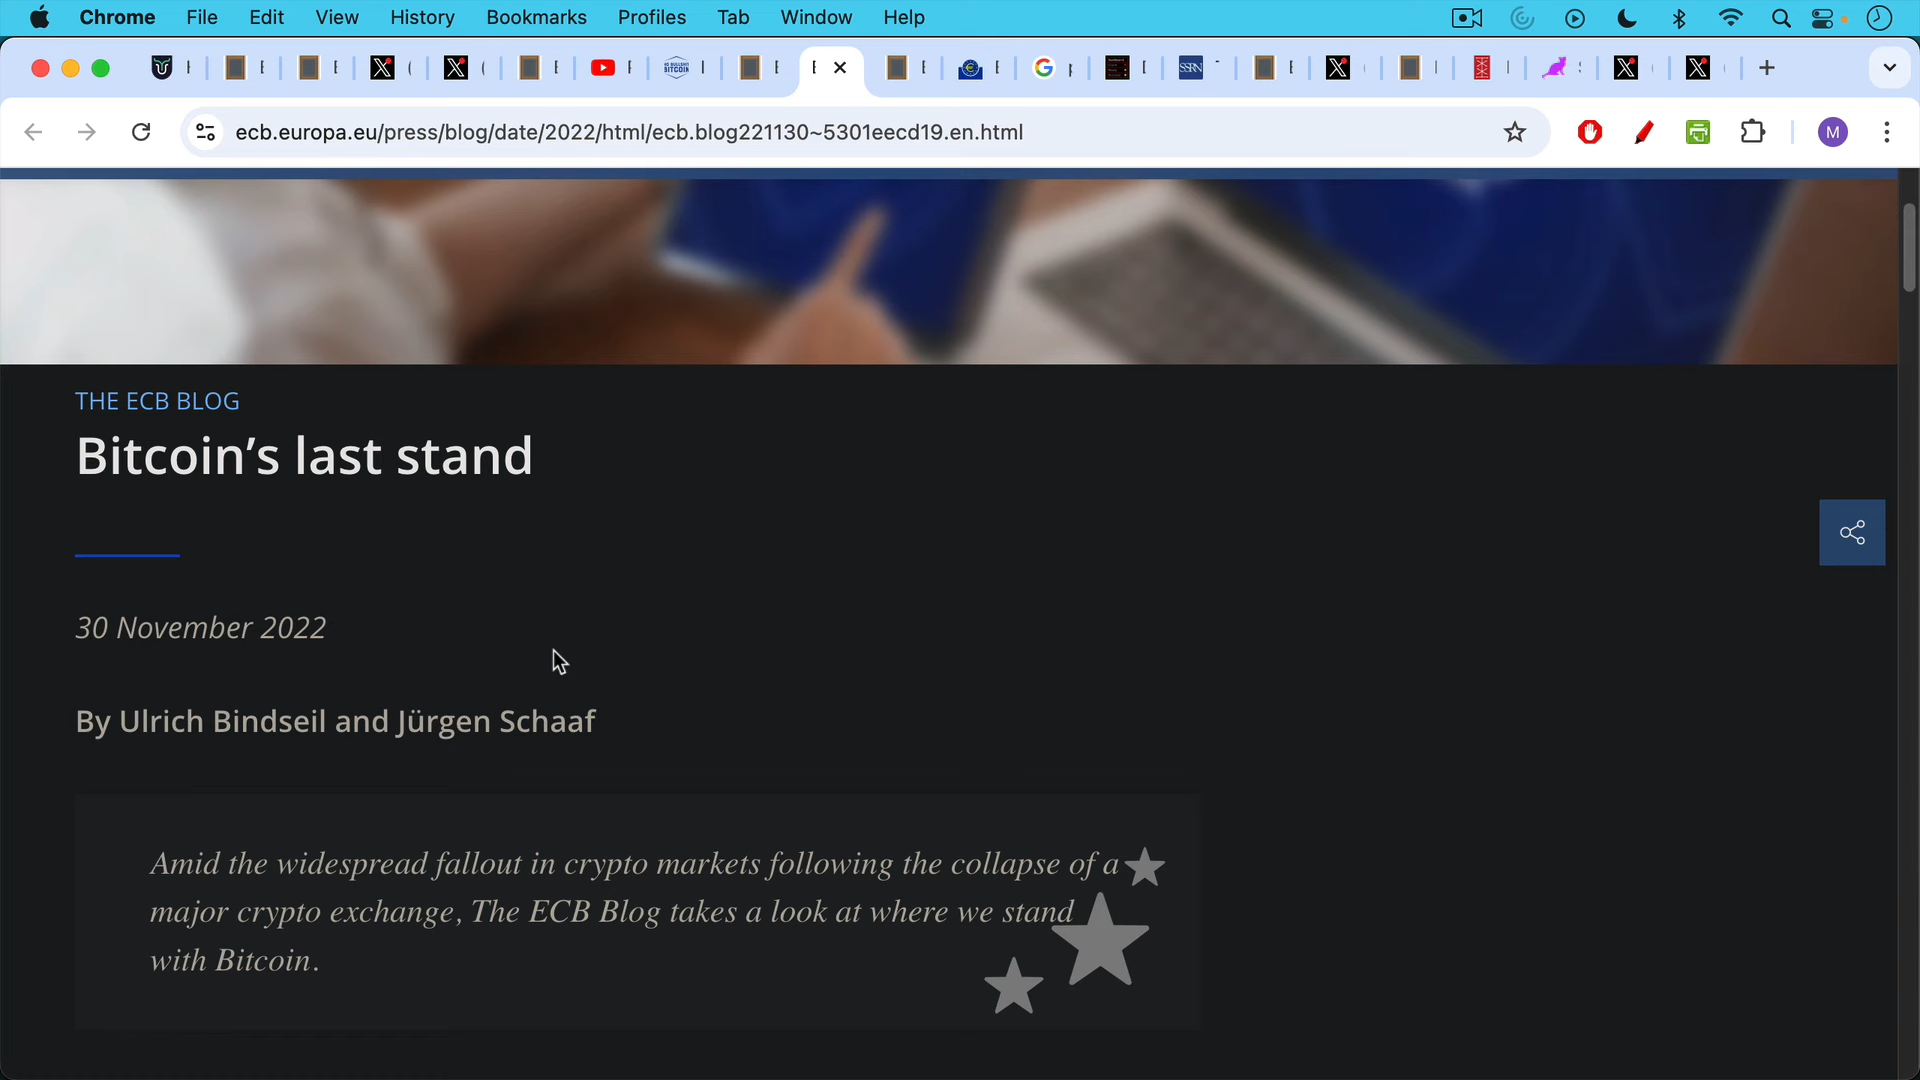 Chrome File Edit View History Bookmarks Profiles Tab Window Help
ecb.europa.eu/press/blog/date/2022/html/ecb.blog221130~5301eecd19.en.html
M
THE ECB BLOG
Bitcoin’s last stand
30 November 2022
By Ulrich Bindseil and Jürgen Schaaf
Amid the widespread fallout in crypto markets following the collapse of a
major crypto exchange, The ECB Blog takes a look at where we stand
with Bitcoin.